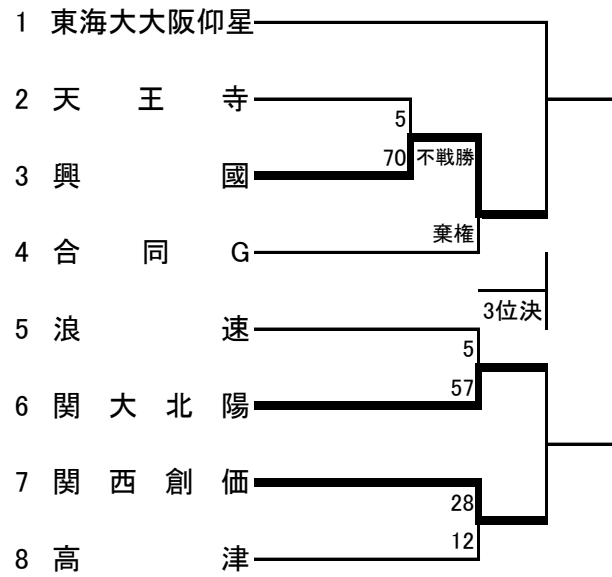 1 東海大大阪仰星
2 天王寺
5
70 不戦勝
3 興國
棄権
4 合同G
3位決
5 浪速
5
57
6 関大北陽
7 関西創価
28
12
8 高津